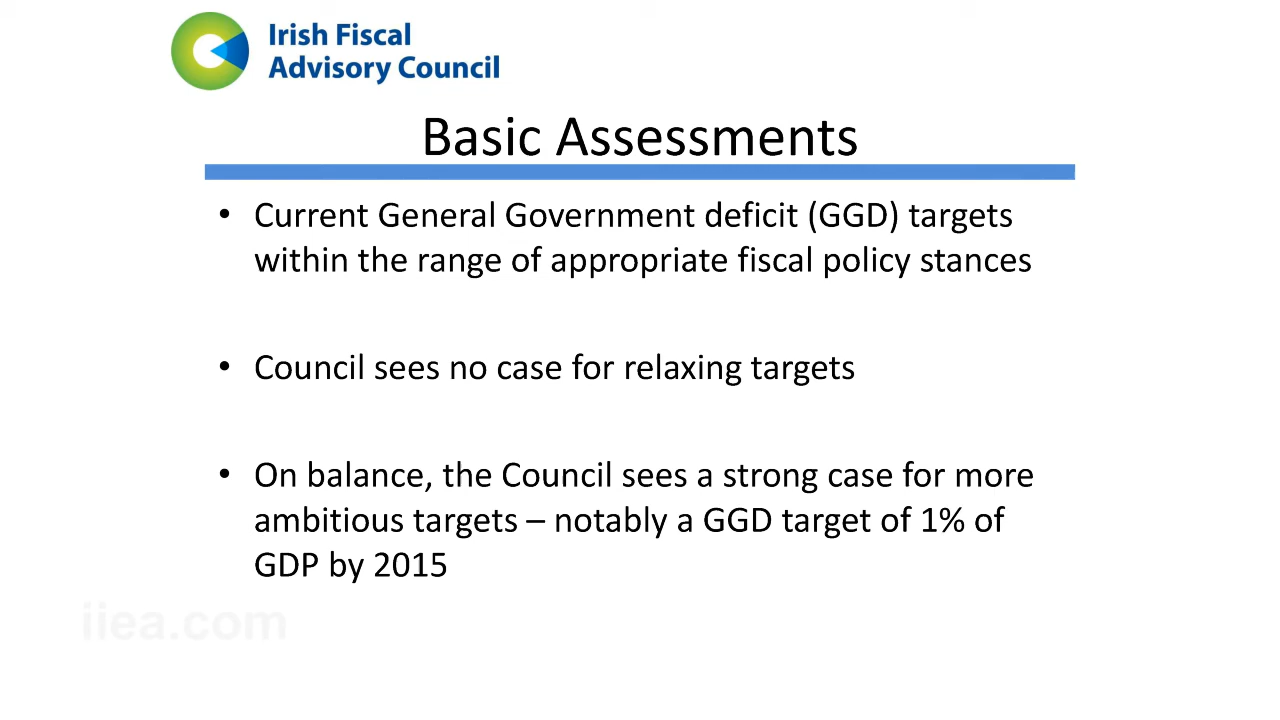 Irish Fiscal
Advisory Council
Basic Assessments
• Current General Government deficit (GGD) targets
within the range of appropriate fiscal policy stances
• Council sees no case for relaxing targets
• On balance, the Council sees a strong case for more
ambitious targets – notably a GGD target of 1% of
GDP by 2015
iiea.com